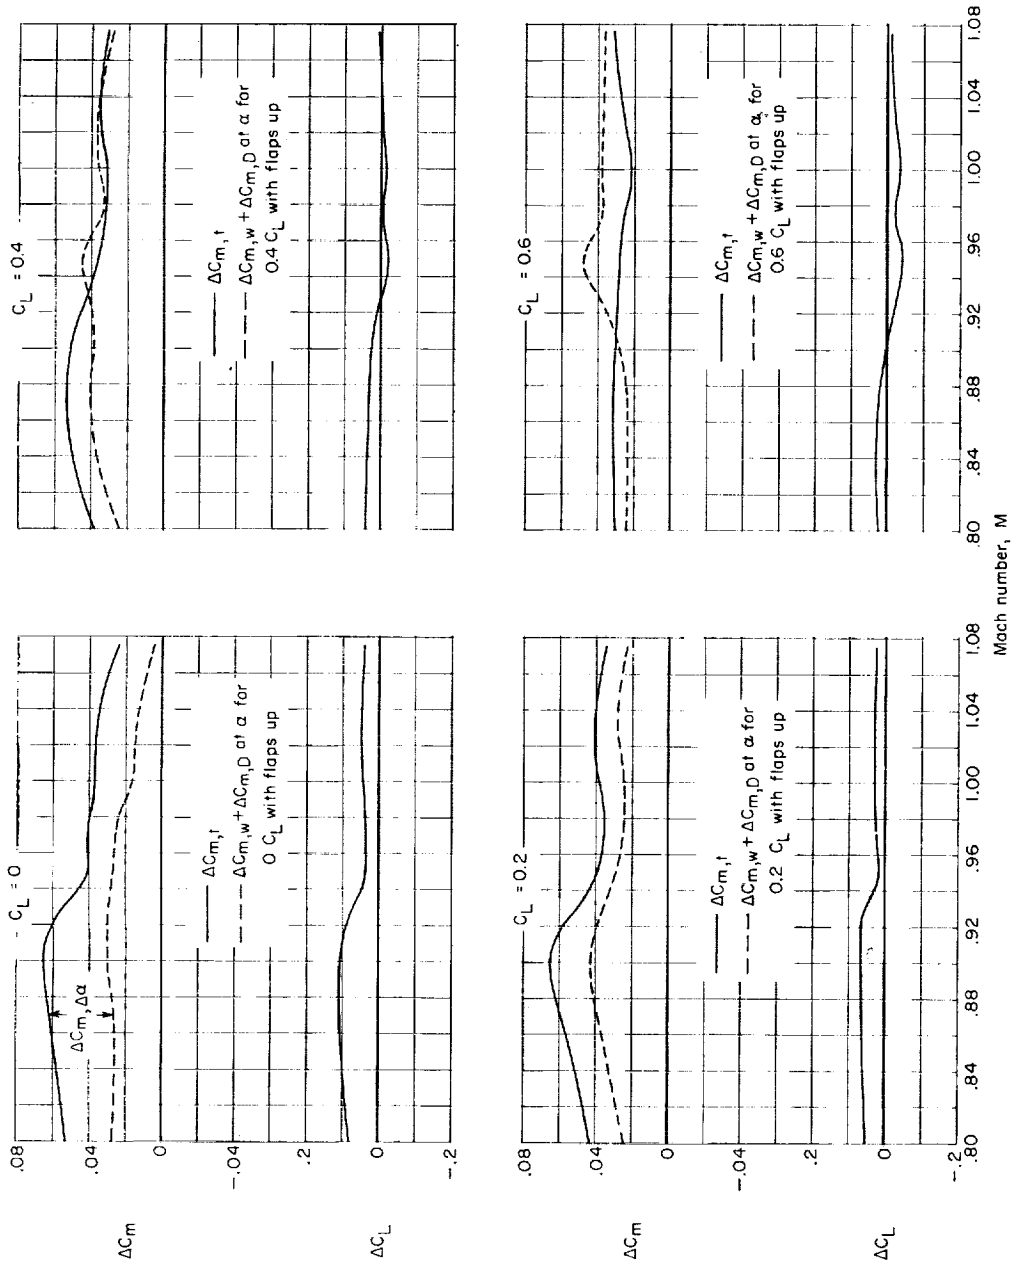 C_L = 0
.08
.04
0
-.04
.2
0
-.2
ΔC_m
ΔC_L
ΔC_m,Δα
ΔC_m,t
ΔC_m,w + ΔC_m,D at α for
0 C_L with flaps up
C_L = 0.4
ΔC_m,t
ΔC_m,w + ΔC_m,D at α for
0.4 C_L with flaps up
C_L = 0.2
.08
.04
0
-.04
.2
0
-.2
ΔC_m
ΔC_L
ΔC_m,t
ΔC_m,w + ΔC_m,D at α for
0.2 C_L with flaps up
.80 .84 .88 .92 .96 1.00 1.04 1.08
C_L = 0.6
ΔC_m,t
ΔC_m,w + ΔC_m,D at α for
0.6 C_L with flaps up
.80 .84 .88 .92 .96 1.00 1.04 1.08
Mach number, M